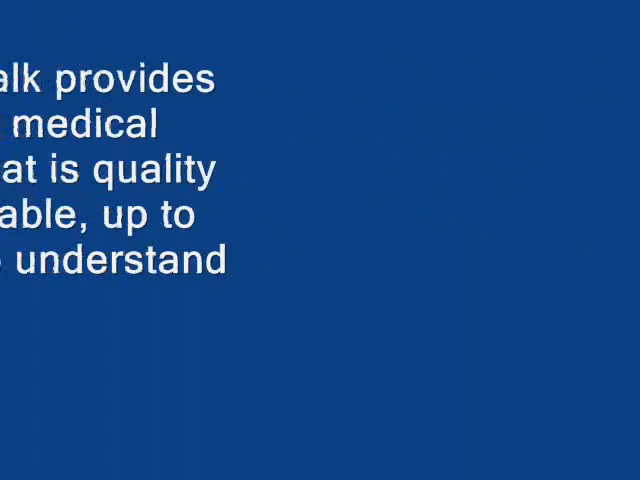 alk provides
medical
at is quality
able, up to
understand